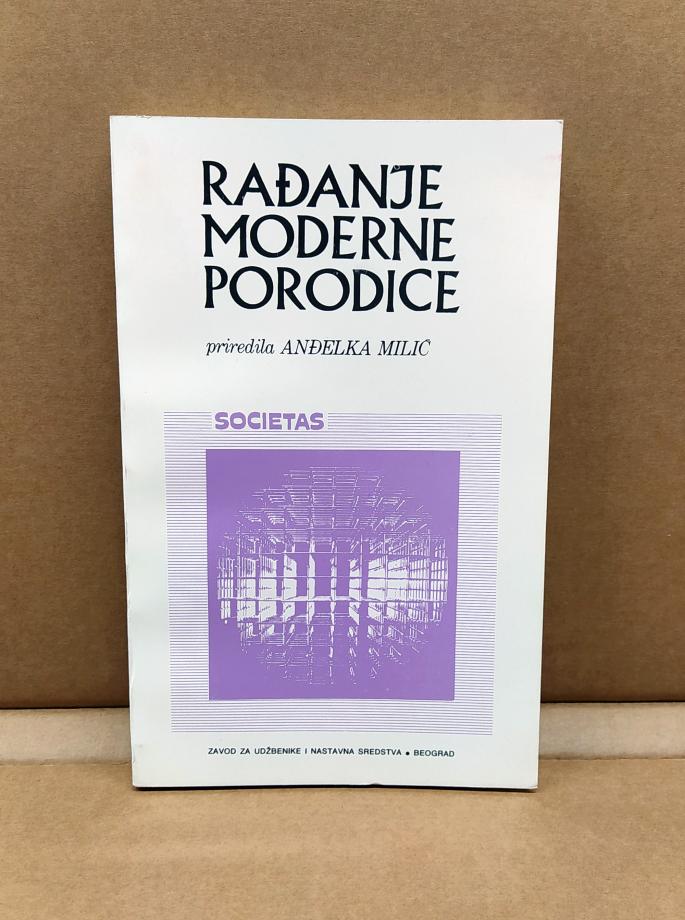 RAĐANJE
MODERNE
PORODICE
priredila ANĐELKA MILIĆ
SOCIETAS
ZAVOD ZA UDŽBENIKE I NASTAVNA SREDSTVA • BEOGRAD